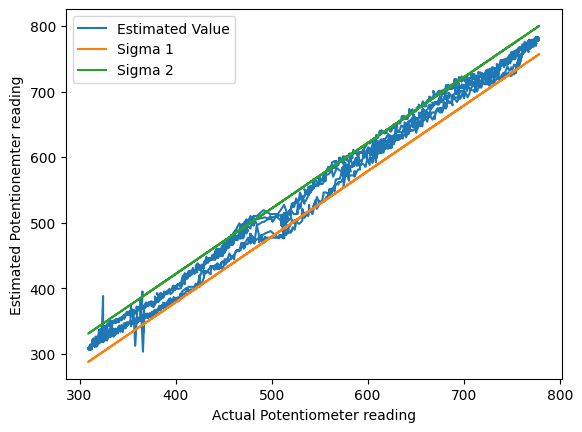 Estimated Value
Sigma 1
Sigma 2
800
700
600
500
400
300
Estimated Potentionemter reading
300
400
500
600
700
800
Actual Potentiometer reading